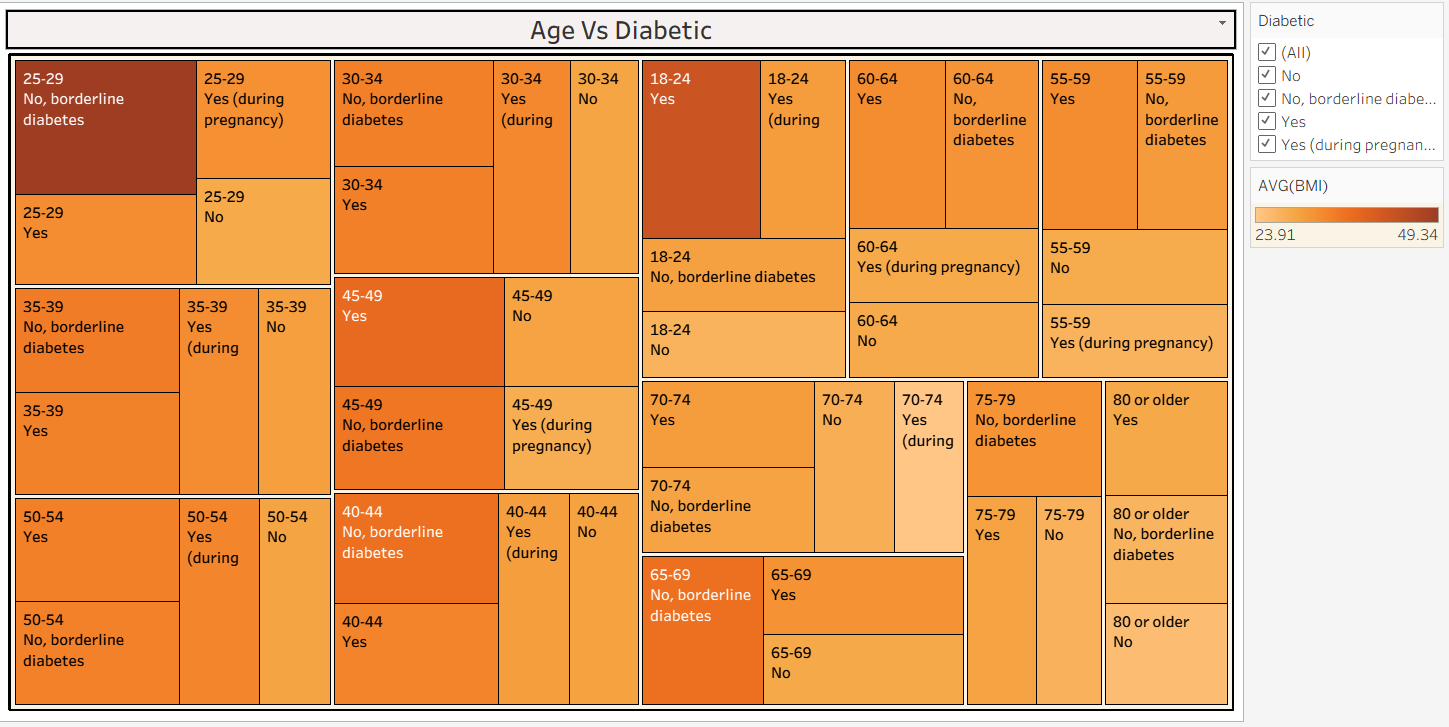 Age Vs Diabetic
25-29
No, borderline
diabetes
25-29
Yes (during
pregnancy)
25-29
Yes
25-29
No
30-34
No, borderline
diabetes
30-34
Yes
(during
30-34
No
30-34
Yes
18-24
Yes
18-24
Yes
(during
18-24
No, borderline diabetes
18-24
No
60-64
Yes
60-64
No,
borderline
diabetes
60-64
Yes (during pregnancy)
60-64
No
55-59
Yes
55-59
No,
borderline
diabetes
55-59
No
55-59
Yes (during pregnancy)
35-39
No, borderline
diabetes
35-39
Yes
(during
35-39
No
35-39
Yes
45-49
Yes
45-49
No
45-49
No, borderline
diabetes
45-49
Yes (during
pregnancy)
50-54
Yes
50-54
Yes
(during
50-54
No
50-54
No, borderline
diabetes
40-44
No, borderline
diabetes
40-44
Yes
(during
40-44
No
40-44
Yes
70-74
Yes
70-74
No
70-74
Yes
(during
70-74
No, borderline
diabetes
65-69
No, borderline
diabetes
65-69
Yes
65-69
No
75-79
No, borderline
diabetes
75-79
Yes
75-79
No
80 or older
Yes
80 or older
No, borderline
diabetes
80 or older
No
Diabetic
(All)
No
No, borderline diabe...
Yes
Yes (during pregnan...
AVG(BMI)
23.91 49.34